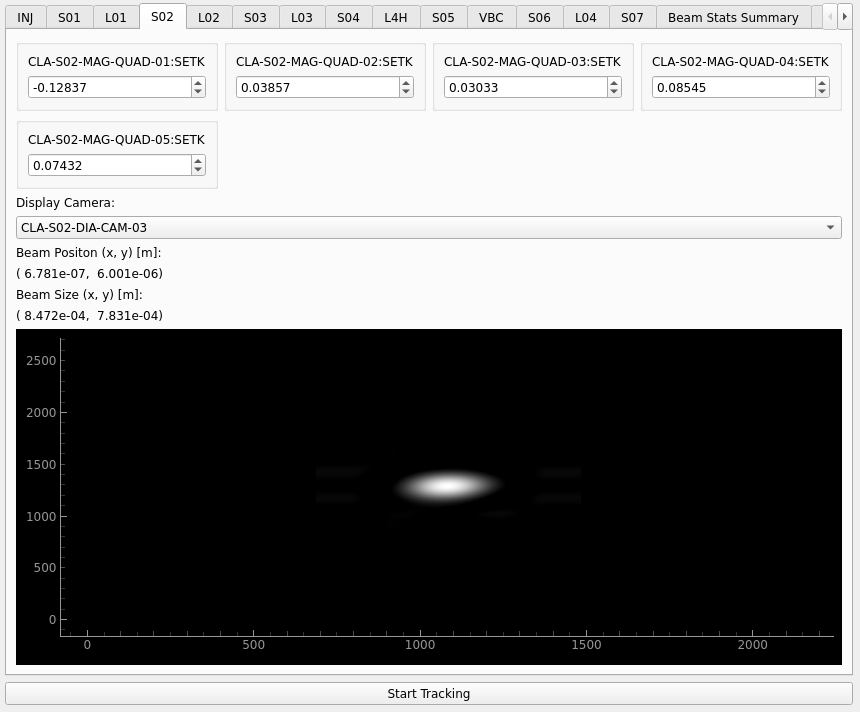 INJ S01 L01 S02 L02 S03 L03 S04 L4H S05 VBC S06 L04 S07 Beam Stats Summary
CLA-S02-MAG-QUAD-01:SETK CLA-S02-MAG-QUAD-02:SETK CLA-S02-MAG-QUAD-03:SETK CLA-S02-MAG-QUAD-04:SETK
-0.12837 0.03857 0.03033 0.08545
CLA-S02-MAG-QUAD-05:SETK
0.07432
Display Camera:
CLA-S02-DIA-CAM-03
Beam Positon (x, y) [m]:
( 6.781e-07, 6.001e-06)
Beam Size (x, y) [m]:
( 8.472e-04, 7.831e-04)
2500
2000
1500
1000
500
0
0 500 1000 1500 2000
Start Tracking